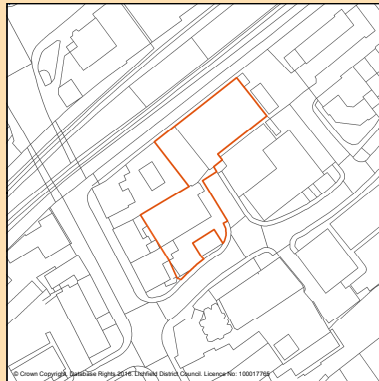 © Crown Copyright, Database Rights 2016. Lichfield District Council. Licence No: 100017765